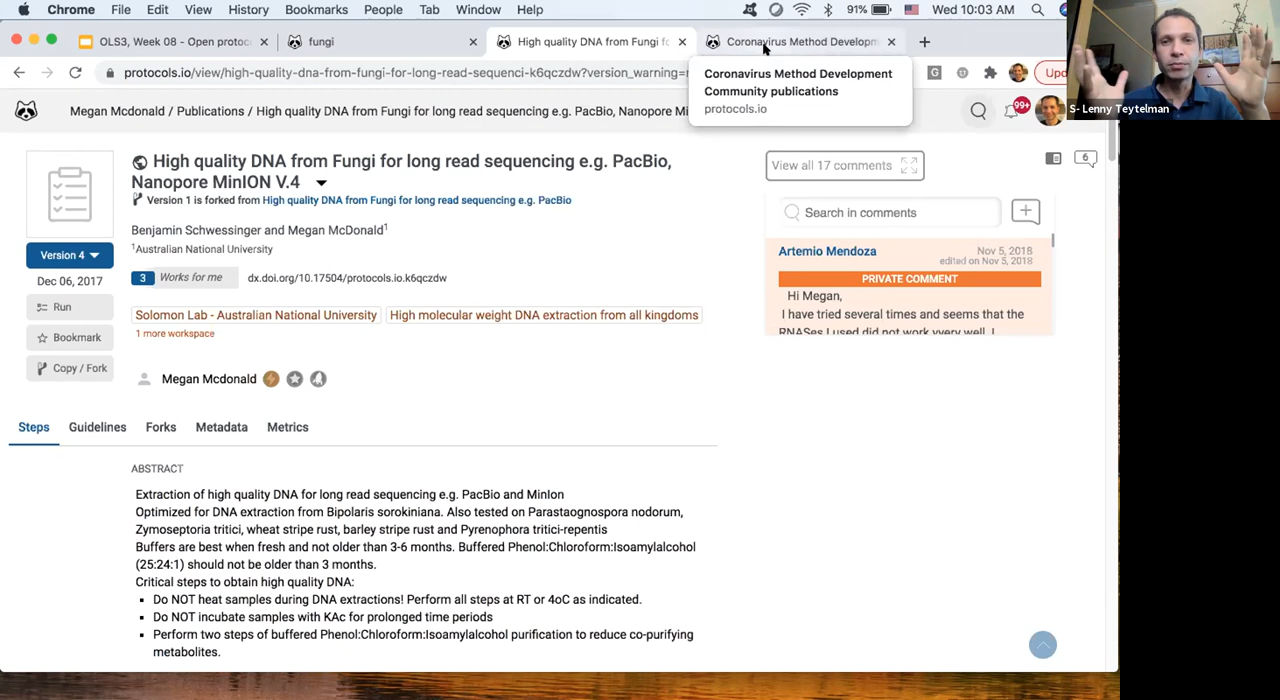 Chrome File Edit View History Bookmarks People Tab Window Help 91% Wed 10:03 AM
OLS3, Week 08 - Open protoc
fungi
High quality DNA from Fungi fo
Coronavirus Method Developm
protocols.io/view/high-quality-dna-from-fungi-for-long-read-sequenci-k6qczdw?version_warning=n
Coronavirus Method Development
Community publications
protocols.io
G
Upd
S- Lenny Teytelman
Megan Mcdonald / Publications / High quality DNA from Fungi for long read sequencing e.g. PacBio, Nanopore Mini
99+
High quality DNA from Fungi for long read sequencing e.g. PacBio,
Nanopore MinION V.4
Version 1 is forked from High quality DNA from Fungi for long read sequencing e.g. PacBio
Benjamin Schwessinger and Megan McDonald1
1Australian National University
Version 4
Dec 06, 2017
3 Works for me dx.doi.org/10.17504/protocols.io.k6qczdw
Run
Bookmark
Copy / Fork
Solomon Lab - Australian National University High molecular weight DNA extraction from all kingdoms
1 more workspace
Megan Mcdonald
View all 17 comments
6
Search in comments
Artemio Mendoza Nov 5, 2018
edited on Nov 5, 2018
PRIVATE COMMENT
Hi Megan,
I have tried several times and seems that the
RNASes I used did not work vvery well. I
Steps Guidelines Forks Metadata Metrics
ABSTRACT
Extraction of high quality DNA for long read sequencing e.g. PacBio and MinIon
Optimized for DNA extraction from Bipolaris sorokiniana. Also tested on Parastaognospora nodorum,
Zymoseptoria tritici, wheat stripe rust, barley stripe rust and Pyrenophora tritici-repentis
Buffers are best when fresh and not older than 3-6 months. Buffered Phenol:Chloroform:Isoamylalcohol
(25:24:1) should not be older than 3 months.
Critical steps to obtain high quality DNA:
▪ Do NOT heat samples during DNA extractions! Perform all steps at RT or 4oC as indicated.
▪ Do NOT incubate samples with KAc for prolonged time periods
▪ Perform two steps of buffered Phenol:Chloroform:Isoamylalcohol purification to reduce co-purifying
metabolites.